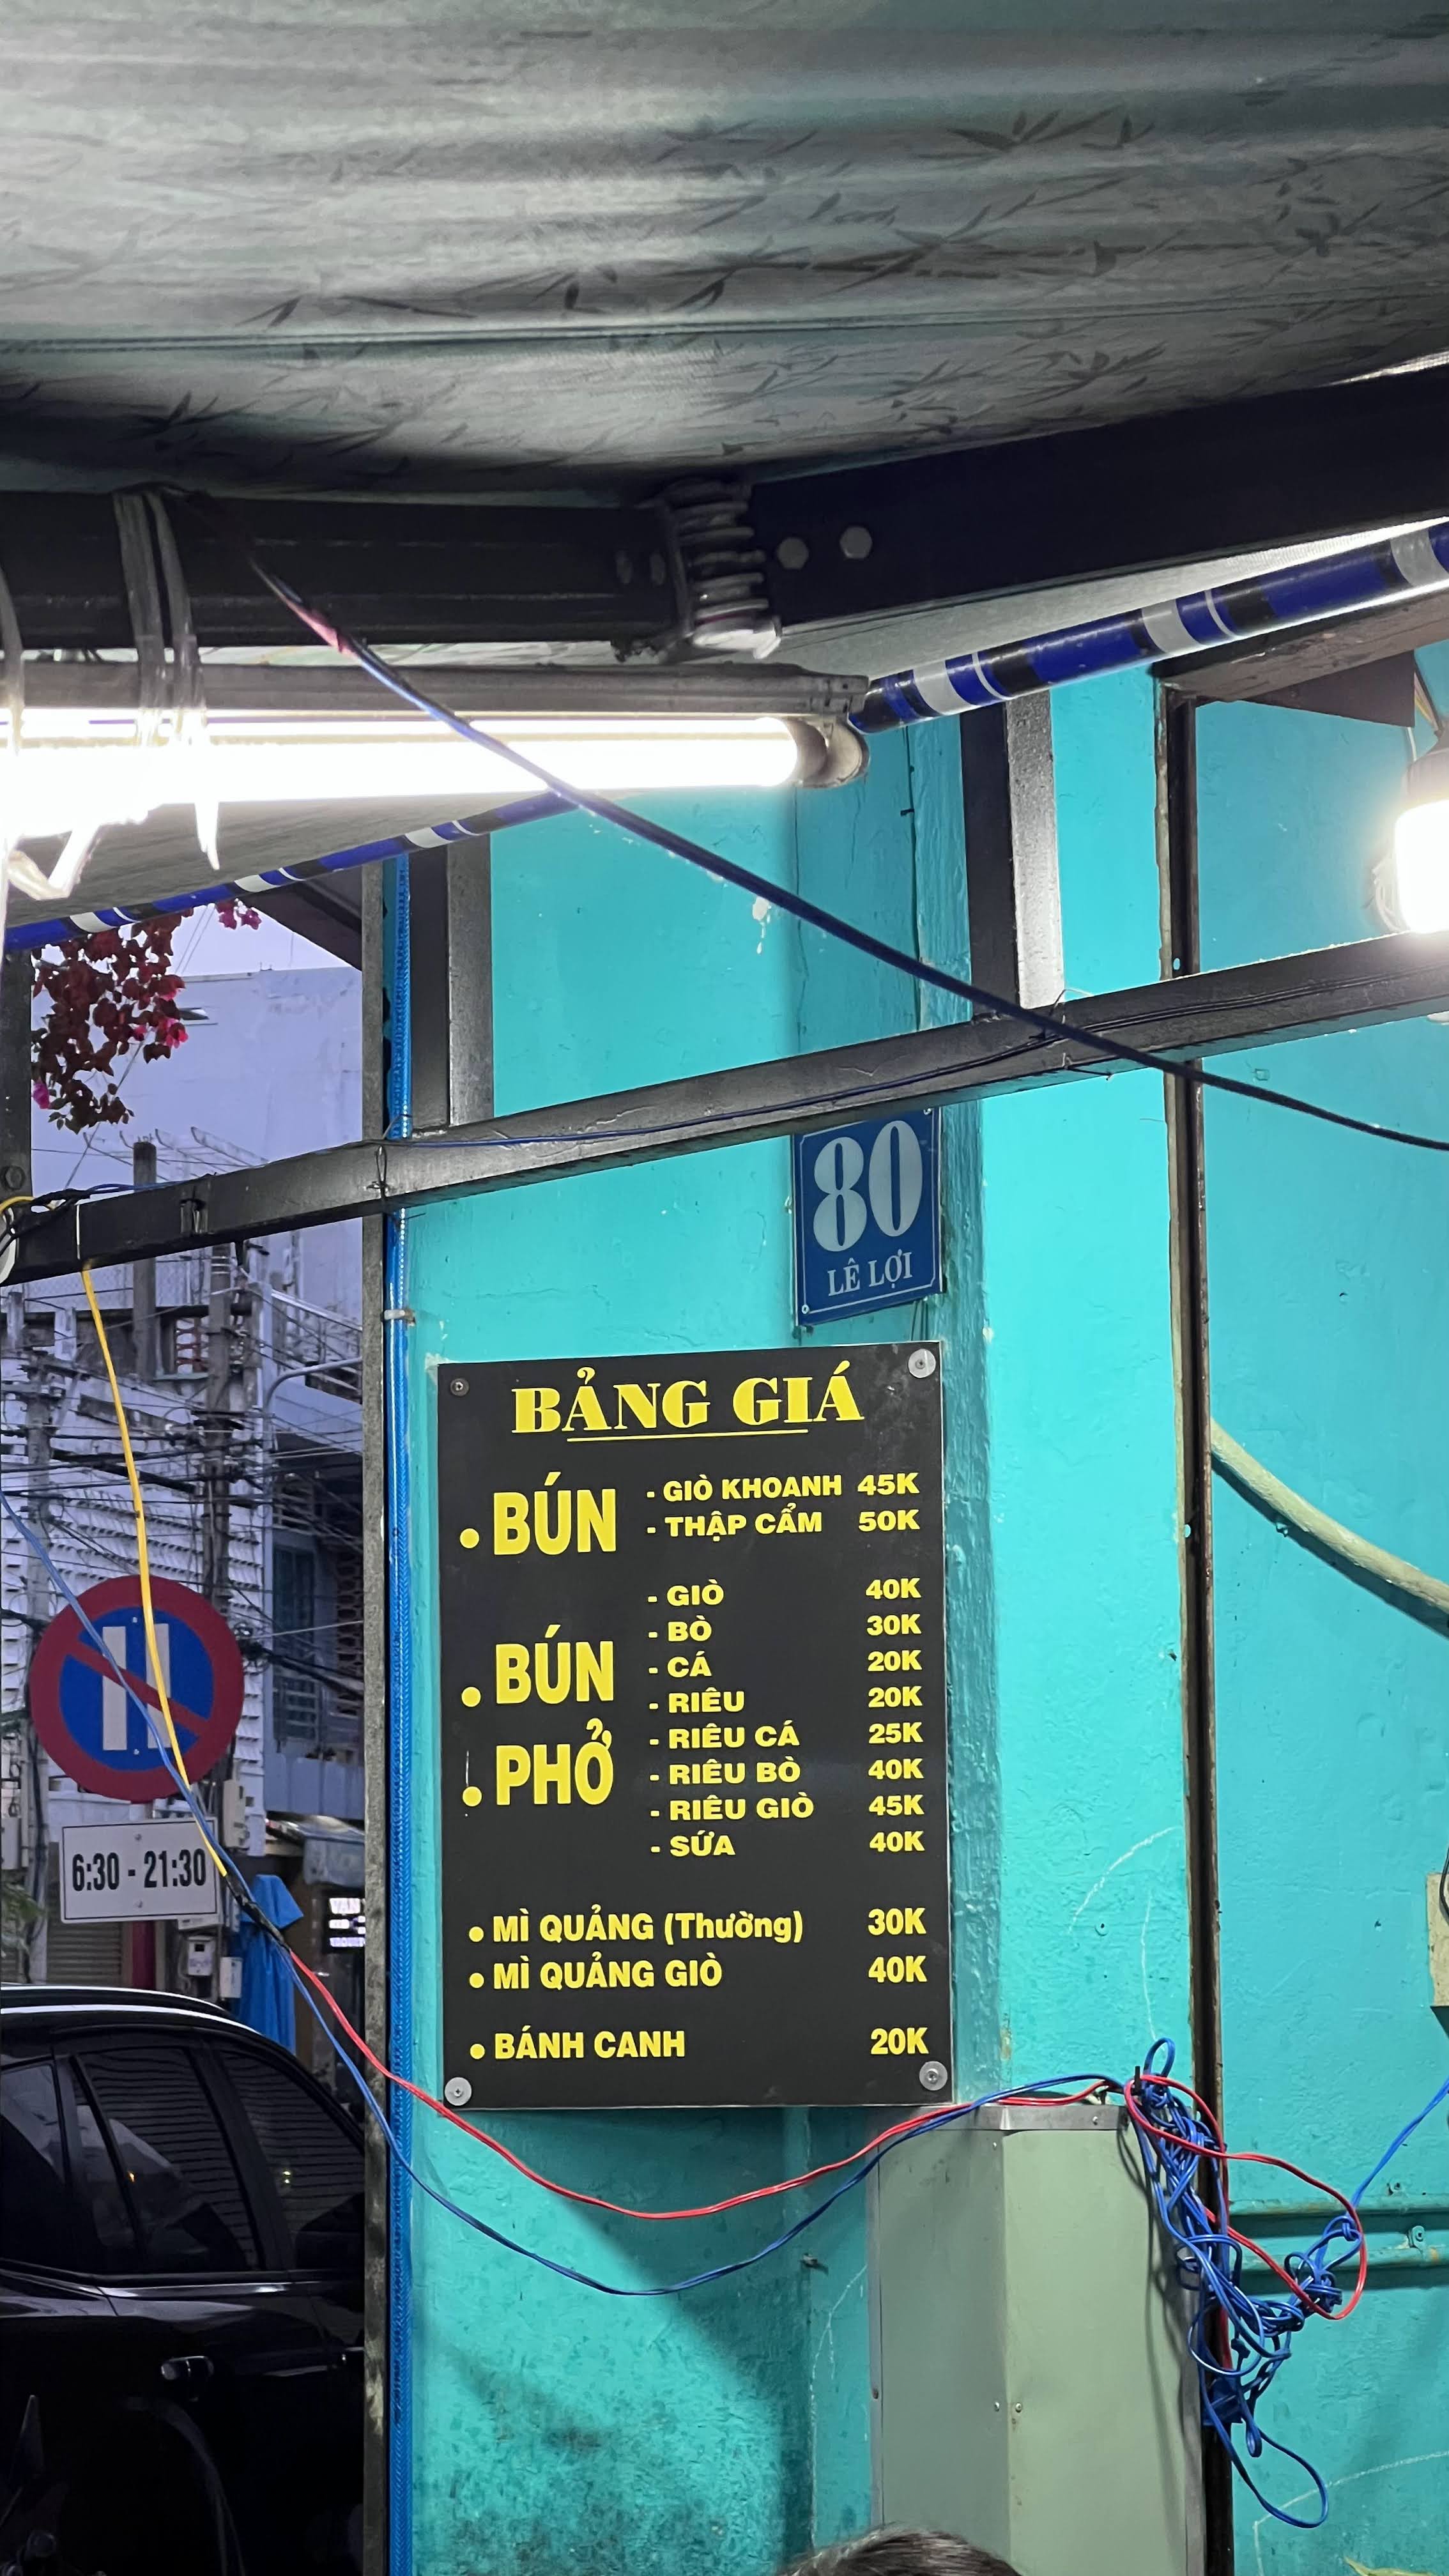 80
LÊ LỢI
BẢNG GIÁ
• BÚN
- GIÒ KHOANH 45K
- THẬP CẨM 50K
• BÚN
• PHỞ
- GIÒ 40K
- BÒ 30K
- CÁ 20K
- RIÊU 20K
- RIÊU CÁ 25K
- RIÊU BÒ 40K
- RIÊU GIÒ 45K
- SỨA 40K
• MÌ QUẢNG (Thường) 30K
• MÌ QUẢNG GIÒ 40K
• BÁNH CANH 20K
6:30 - 21:30